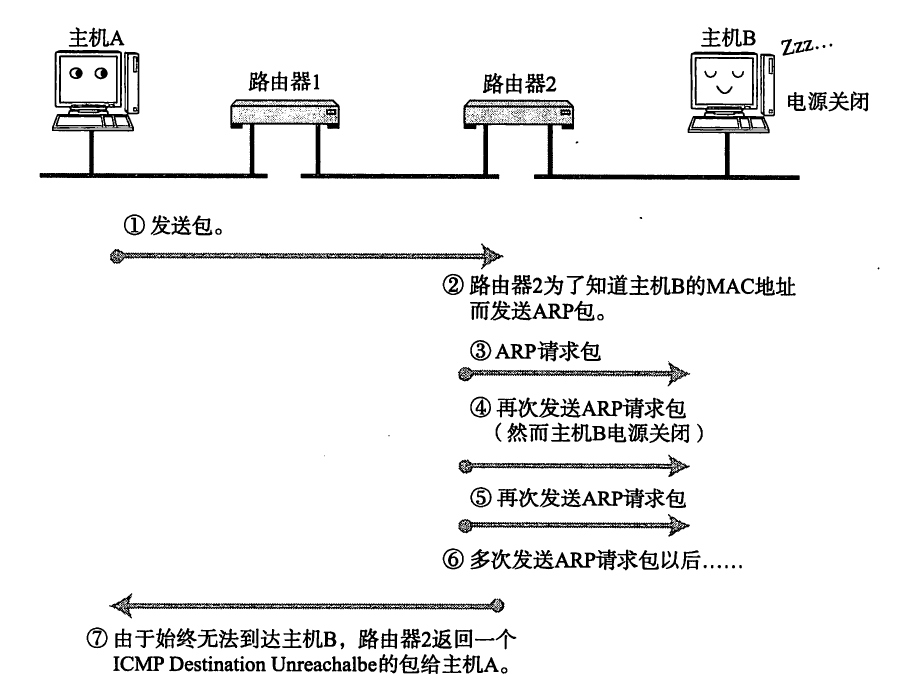 主机A
主机B
Zzz...
路由器1
路由器2
电源关闭
① 发送包。
② 路由器2为了知道主机B的MAC地址
而发送ARP包。
③ ARP请求包
④ 再次发送ARP请求包
（然而主机B电源关闭）
⑤ 再次发送ARP请求包
⑥ 多次发送ARP请求包以后……
⑦ 由于始终无法到达主机B，路由器2返回一个
ICMP Destination Unreachalbe的包给主机A。